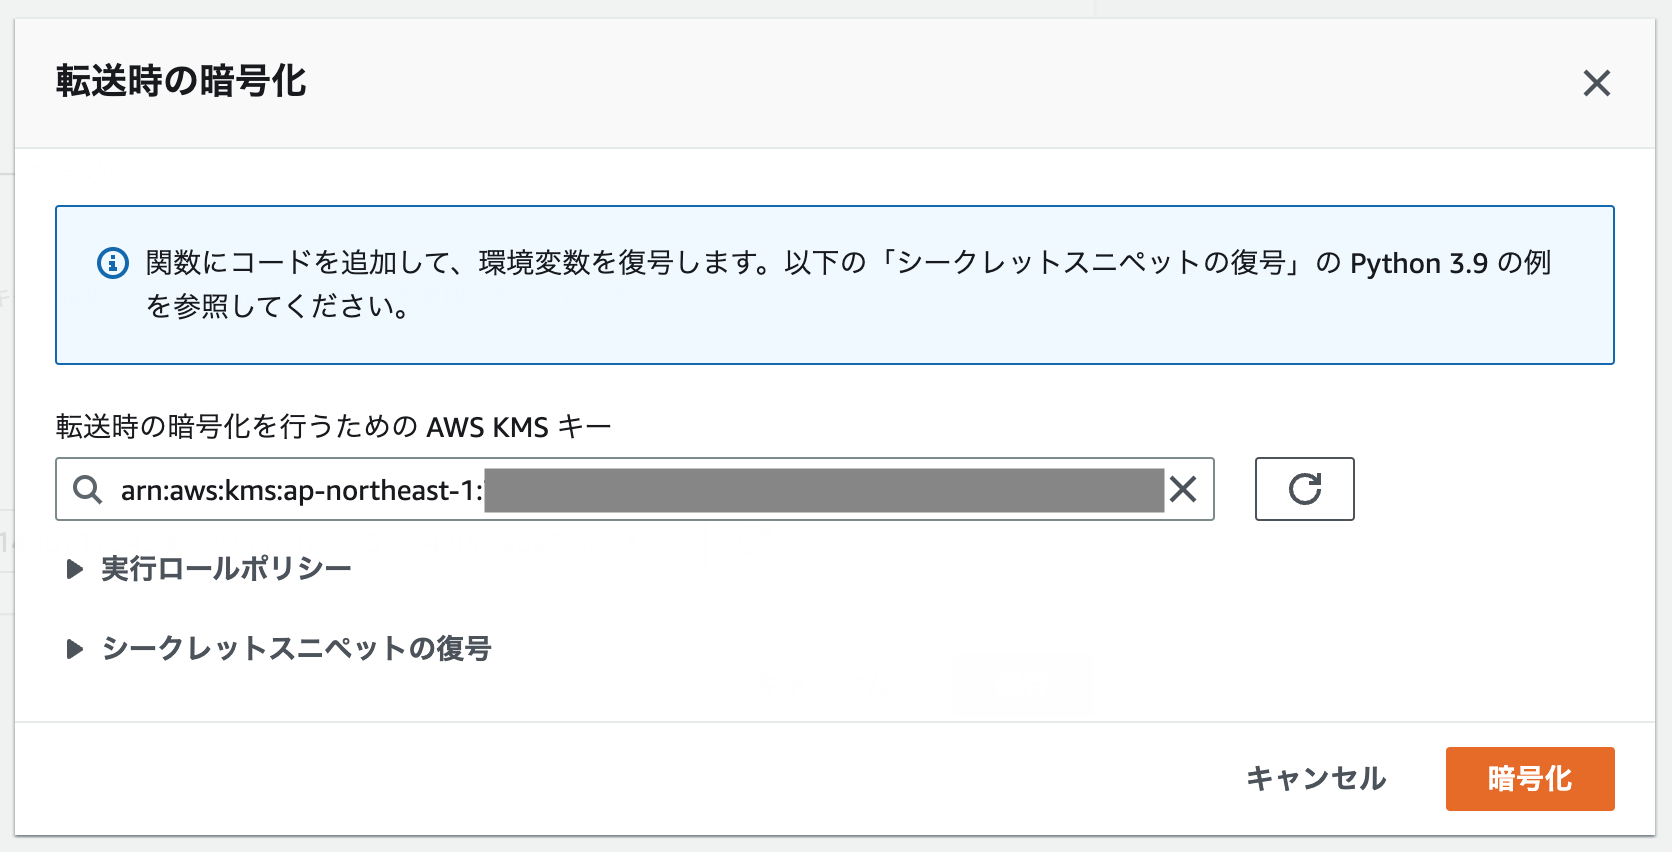 転送時の暗号化
関数にコードを追加して、環境変数を復号します。以下の「シークレットスニペットの復号」の Python 3.9 の例
を参照してください。
転送時の暗号化を行うための AWS KMS キー
arn:aws:kms:ap-northeast-1:
実行ロールポリシー
シークレットスニペットの復号
キャンセル
暗号化